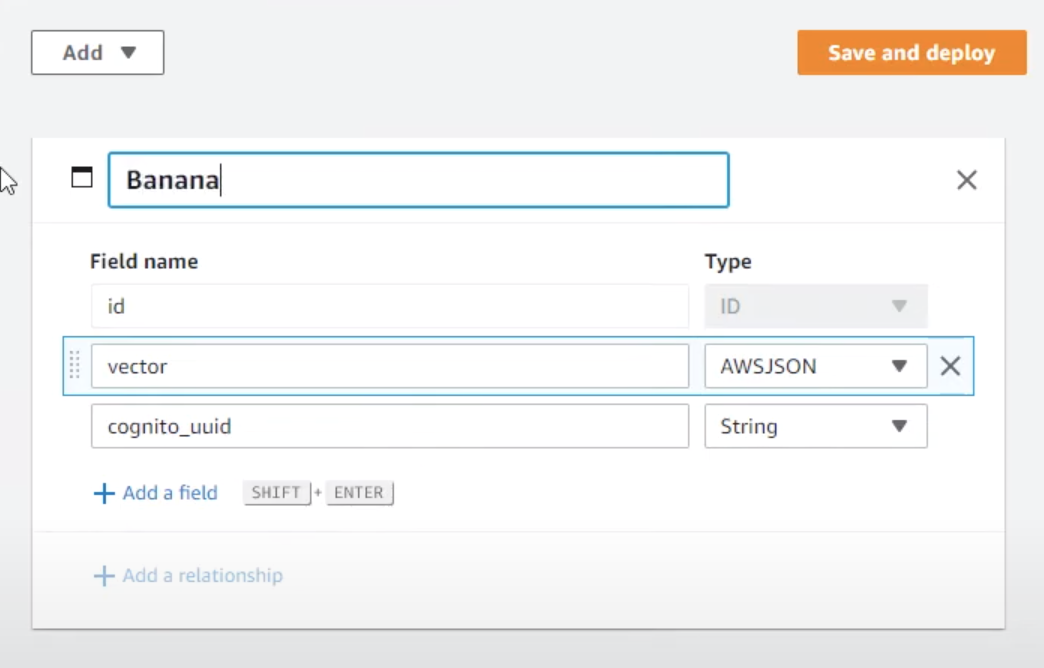 Add
Save and deploy
Banana
Field name Type
id ID
vector AWSJSON
cognito_uuid String
Add a field SHIFT + ENTER
Add a relationship